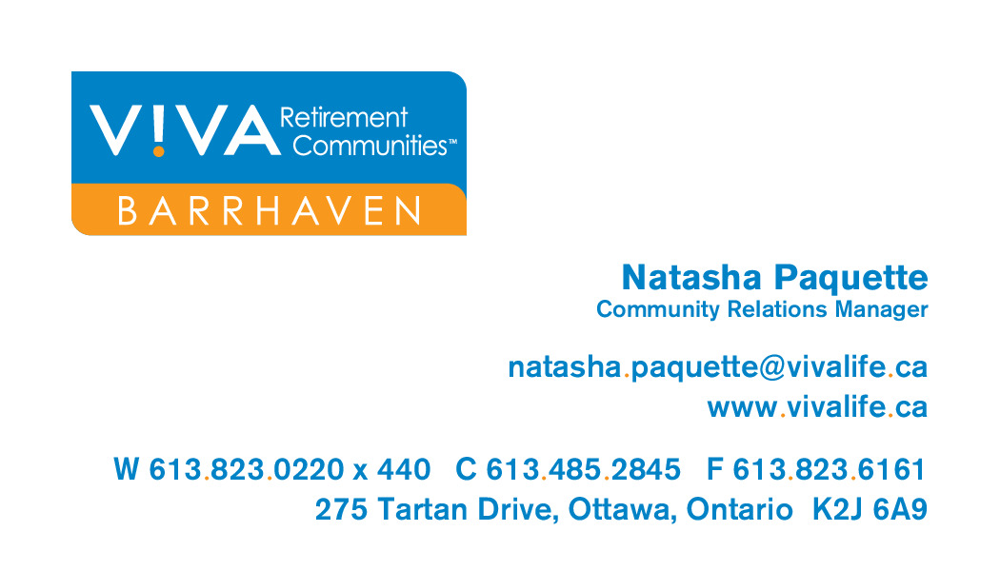 V!VA Retirement
Communities™
BARRHAVEN
Natasha Paquette
Community Relations Manager
natasha.paquette@vivalife.ca
www.vivalife.ca
W 613.823.0220 x 440 C 613.485.2845 F 613.823.6161
275 Tartan Drive, Ottawa, Ontario K2J 6A9